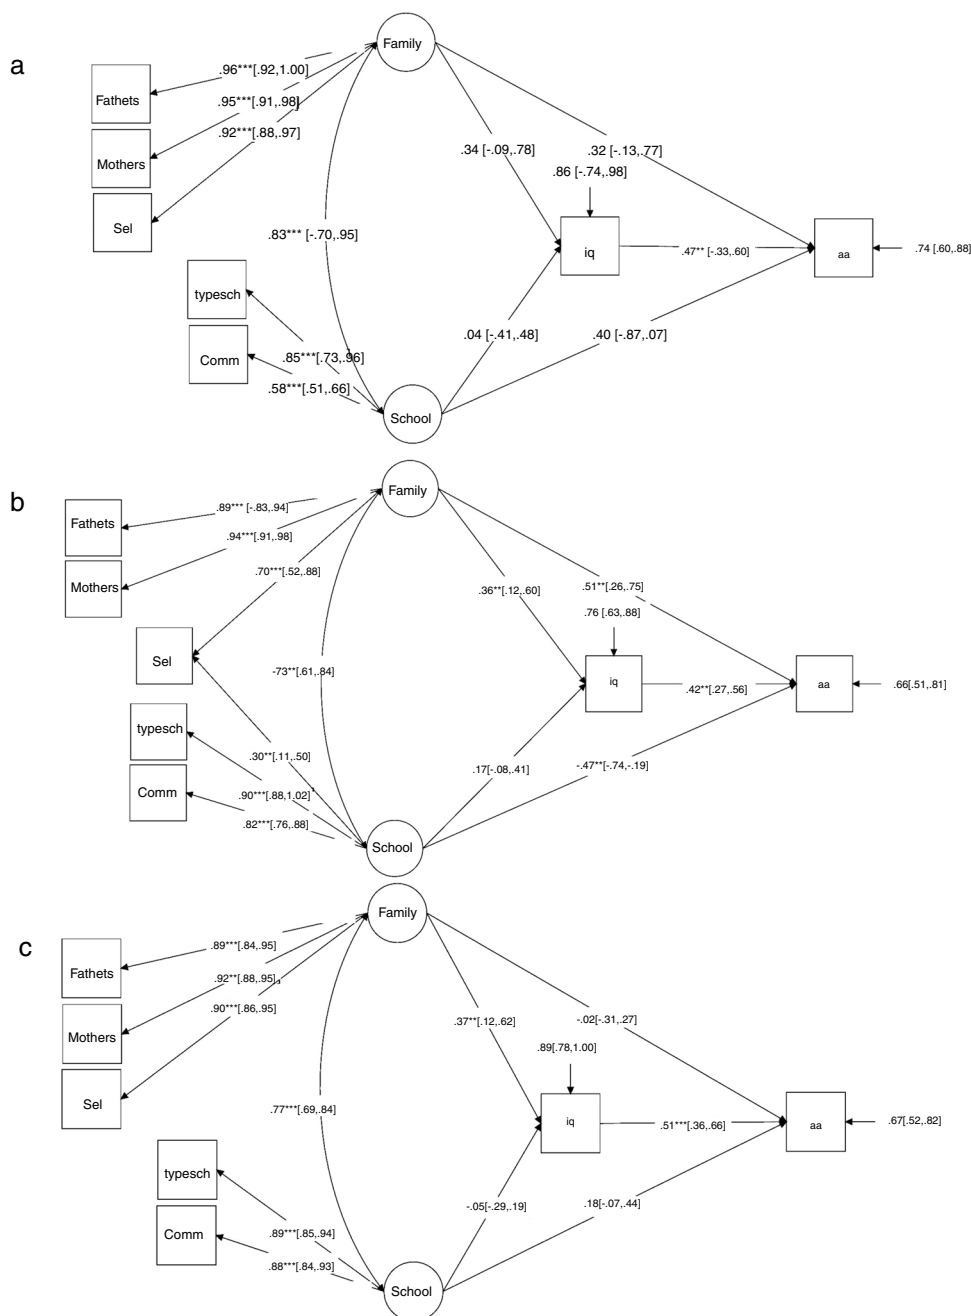 a
Family
.96***[.92,1.00]
Fathets
.95***[.91,.98]
.92***[.88,.97]
Mothers
.34 [-.09,.78]
.32 [-.13,.77]
.86 [-.74,.98]
Sel
.83*** [-.70,.95]
iq
.47** [-.33,.60]
aa
.74 [.60,.88]
typesch
.04 [-.41,.48]
.40 [-.87,.07]
Comm
.85***[.73,.96]
.58***[.51,.66]
School
b
Family
Fathets
.89*** [-.83,.94]
.94***[.91,.98]
Mothers
.70***[.52,.88]
.36**[.12,.60]
.51**[.26,.75]
.76 [.63,.88]
Sel
-73**[.61,.84]
iq
.42**[.27,.56]
aa
.66[.51,.81]
typesch
.30**[.11,.50]
.17[-.08,.41]
-.47**[-.74,-.19]
Comm
.90***[.88,1.02]
.82***[.76,.88]
School
c
Family
Fathets
.89***[.84,.95]
.92**[.88,.95]
Mothers
.90***[.86,.95]
.37**[.12,.62]
-.02[-.31,.27]
.89[.78,1.00]
Sel
.77***[.69,.84]
iq
.51***[.36,.66]
aa
.67[.52,.82]
typesch
-.05[-.29,.19]
.18[-.07,.44]
Comm
.89***[.85,.94]
.88***[.84,.93]
School